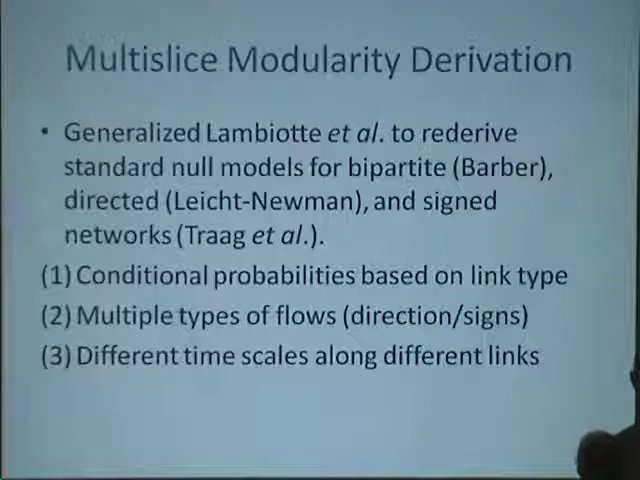 Multislice Modularity Derivation
• Generalized Lambiotte et al. to rederive
standard null models for bipartite (Barber),
directed (Leicht-Newman), and signed
networks (Traag et al.).
(1) Conditional probabilities based on link type
(2) Multiple types of flows (direction/signs)
(3) Different time scales along different links